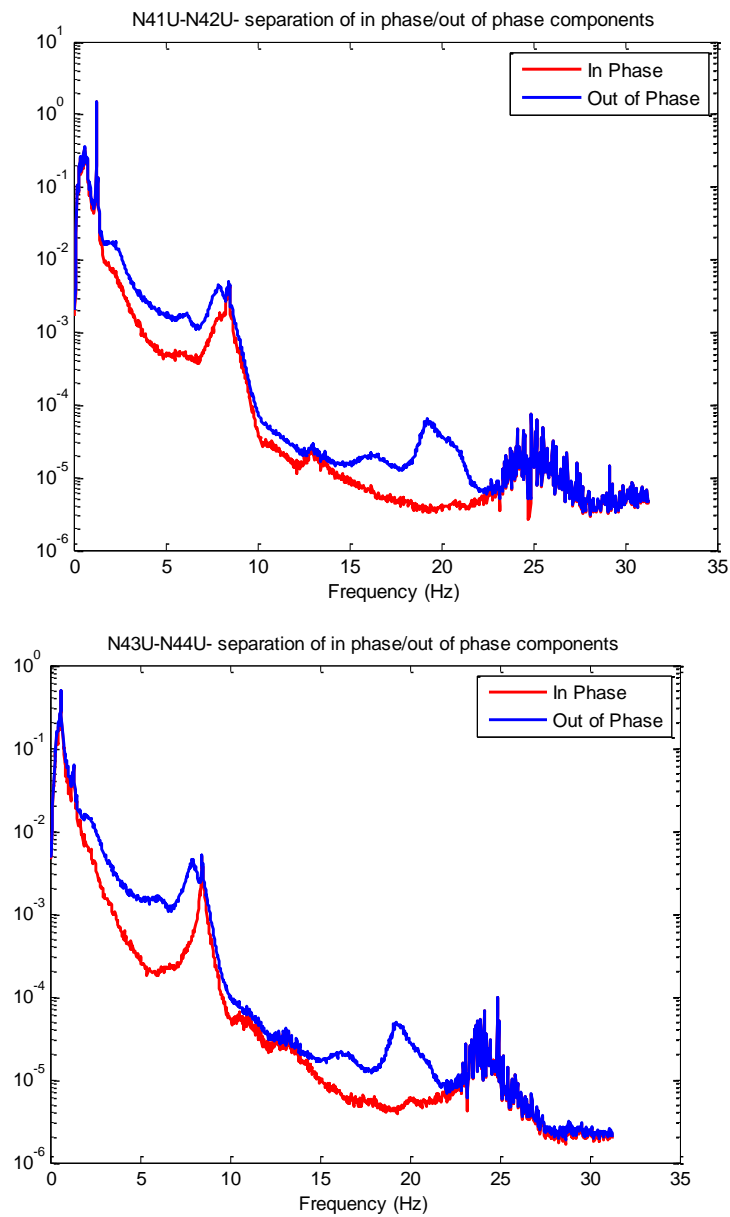 N41U-N42U- separation of in phase/out of phase components
In Phase
Out of Phase
10^1
10^0
10^-1
10^-2
10^-3
10^-4
10^-5
10^-6
0 5 10 15 20 25 30 35
Frequency (Hz)
N43U-N44U- separation of in phase/out of phase components
In Phase
Out of Phase
10^0
10^-1
10^-2
10^-3
10^-4
10^-5
10^-6
0 5 10 15 20 25 30 35
Frequency (Hz)